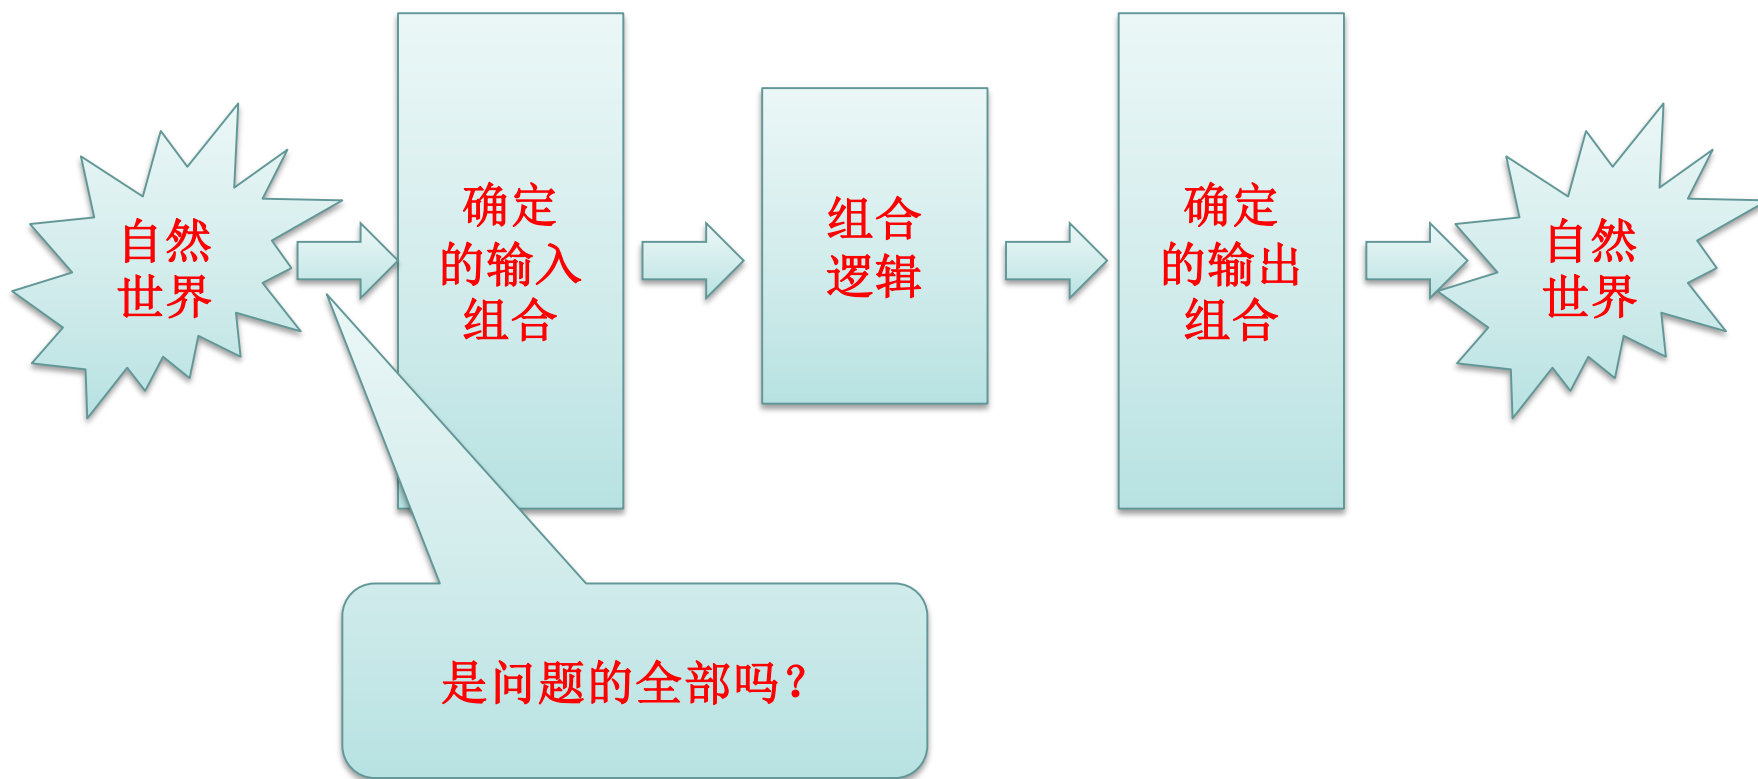 自然
世界
确定
的输入
组合
组合
逻辑
确定
的输出
组合
自然
世界
是问题的全部吗？